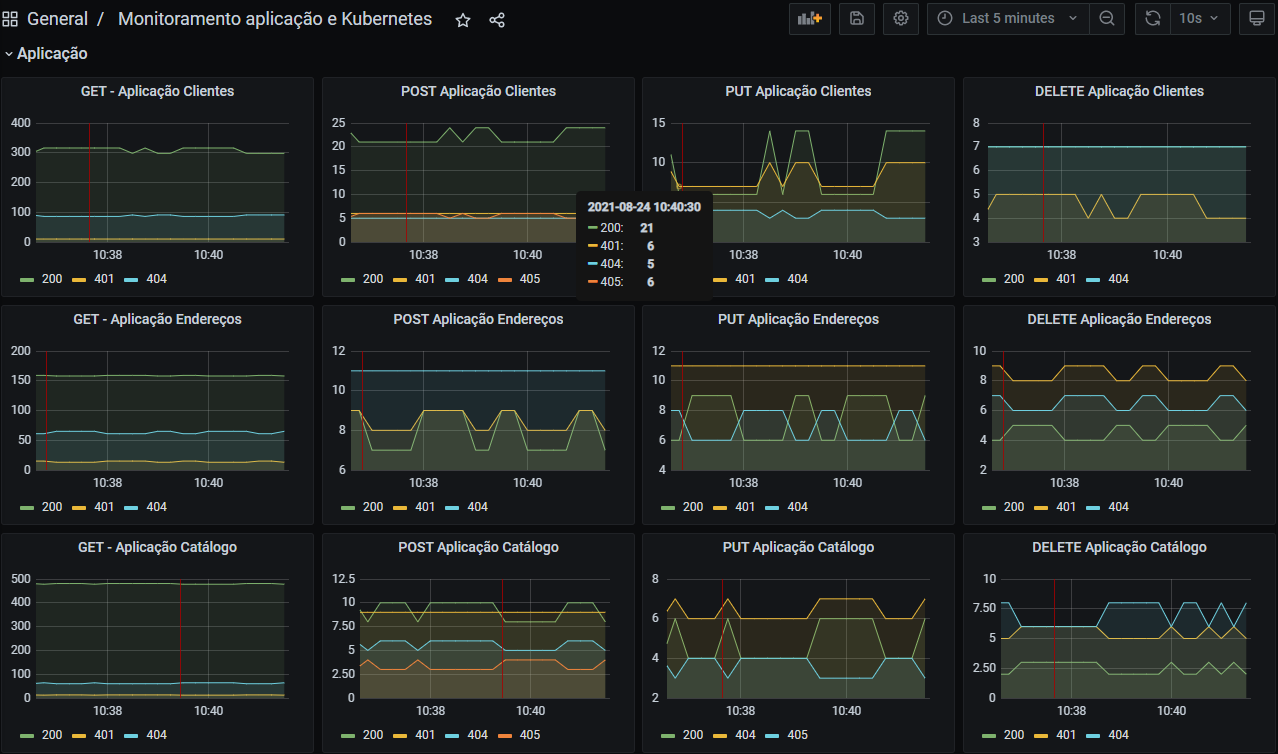 General / Monitoramento aplicação e Kubernetes
Last 5 minutes
10s
Aplicação
GET - Aplicação Clientes
400
300
200
100
0
10:38 10:40
200 401 404
POST Aplicação Clientes
25
20
15
10
5
0
10:38 10:40
200 401 404 405
PUT Aplicação Clientes
15
10
10:38 10:40
401 404
2021-08-24 10:40:30
200: 21
401: 6
404: 5
405: 6
DELETE Aplicação Clientes
8
7
6
5
4
3
10:38 10:40
200 401 404
GET - Aplicação Endereços
200
150
100
50
0
10:38 10:40
200 401 404
POST Aplicação Endereços
12
10
8
6
10:38 10:40
200 401 404
PUT Aplicação Endereços
12
10
8
6
4
10:38 10:40
200 401 404
DELETE Aplicação Endereços
10
8
6
4
2
10:38 10:40
200 401 404
GET - Aplicação Catálogo
500
400
300
200
100
0
10:38 10:40
200 401 404
POST Aplicação Catálogo
12.5
10
7.50
5
2.50
0
10:38 10:40
200 401 404 405
PUT Aplicação Catálogo
8
6
4
2
10:38 10:40
200 404 405
DELETE Aplicação Catálogo
10
7.50
5
2.50
0
10:38 10:40
200 401 404